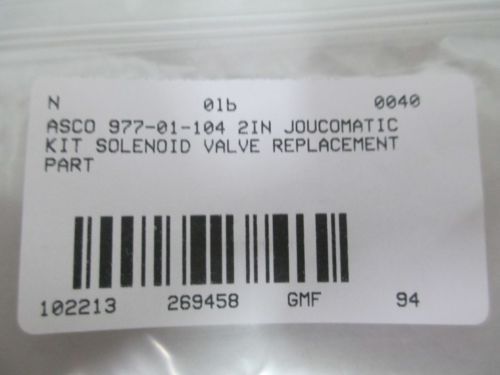 N 01b 0040
ASCO 977-01-104 2IN JOUCOMATIC
KIT SOLENOID VALVE REPLACEMENT
PART
102213 269458 GMF 94